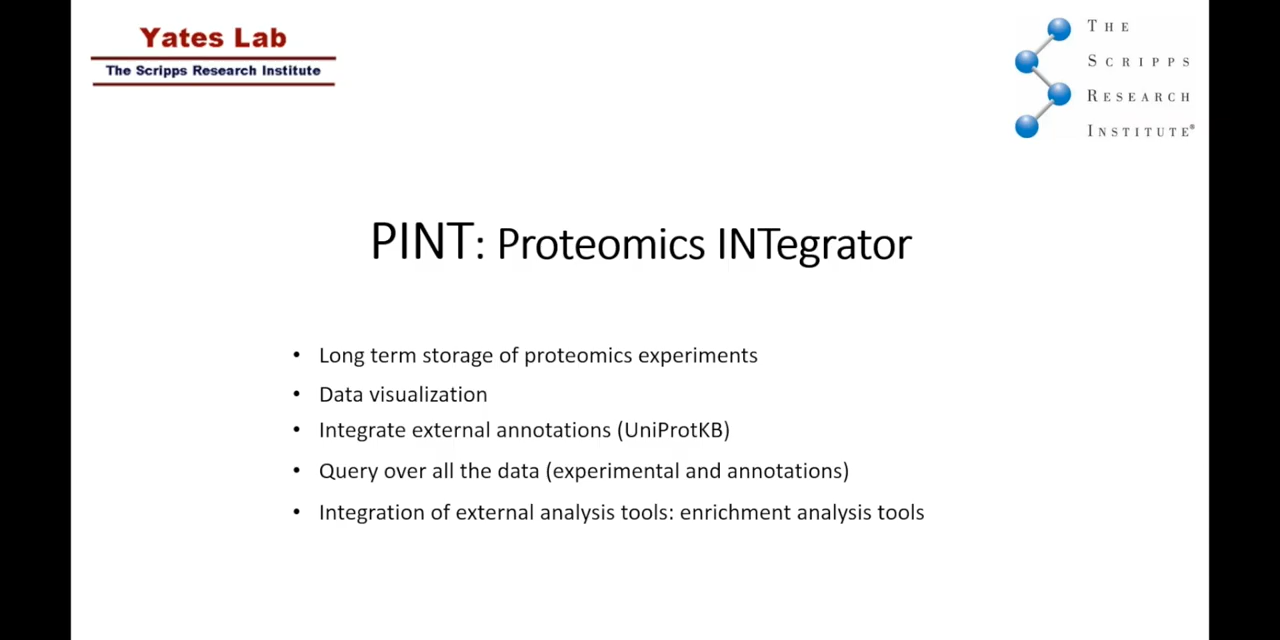 Yates Lab
The Scripps Research Institute
THE
SCRIPPS
RESEARCH
INSTITUTE®
PINT: Proteomics INTegrator
• Long term storage of proteomics experiments
• Data visualization
• Integrate external annotations (UniProtKB)
• Query over all the data (experimental and annotations)
• Integration of external analysis tools: enrichment analysis tools